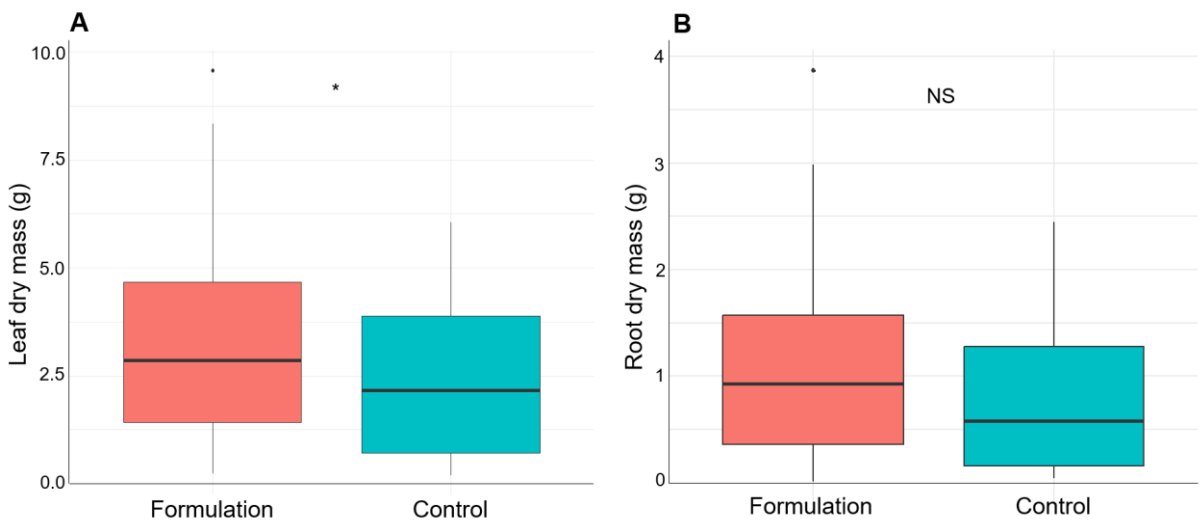 A
Leaf dry mass (g)
10.0
7.5
5.0
2.5
0.0
*
Formulation
Control
B
Root dry mass (g)
4
3
2
1
0
NS
Formulation
Control